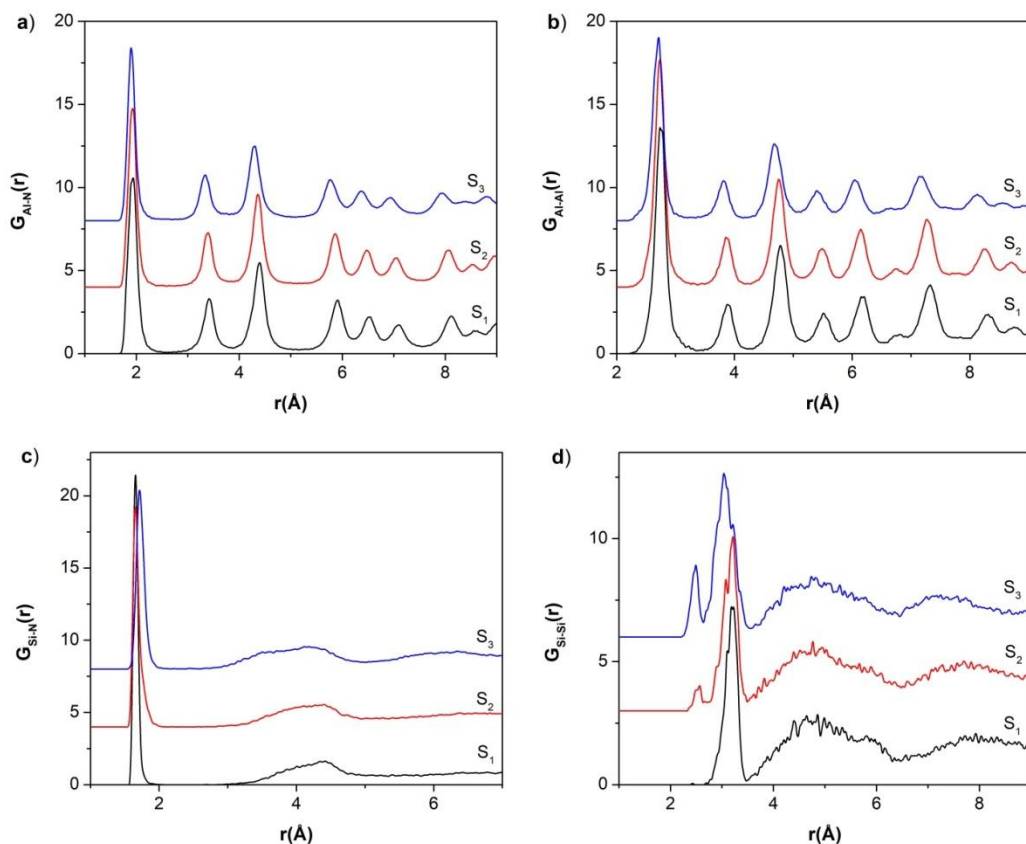 a)
20
15
10
5
0
G_Al-N(r)
S3
S2
S1
2 4 6 8
r(Å)
b)
20
15
10
5
0
G_Al-Al(r)
S3
S2
S1
2 4 6 8
r(Å)
c)
20
15
10
5
0
G_Si-N(r)
S3
S2
S1
2 4 6
r(Å)
d)
10
5
0
G_Si-Si(r)
S3
S2
S1
2 4 6 8
r(Å)